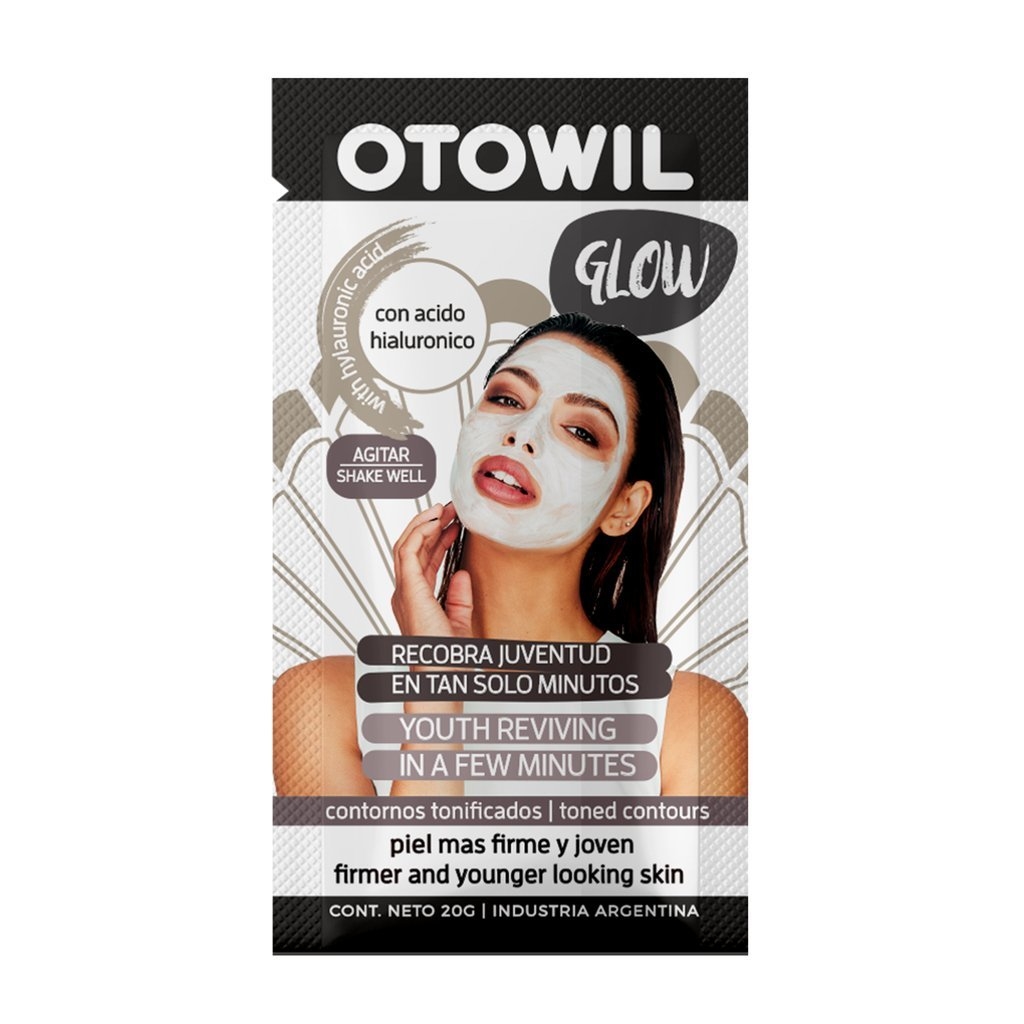 OTOWIL
GLOW
with hylauronic acid
con acido
hialuronico
AGITAR
SHAKE WELL
RECOBRA JUVENTUD
EN TAN SOLO MINUTOS
YOUTH REVIVING
IN A FEW MINUTES
contornos tonificados | toned contours
piel mas firme y joven
firmer and younger looking skin
CONT. NETO 20G | INDUSTRIA ARGENTINA